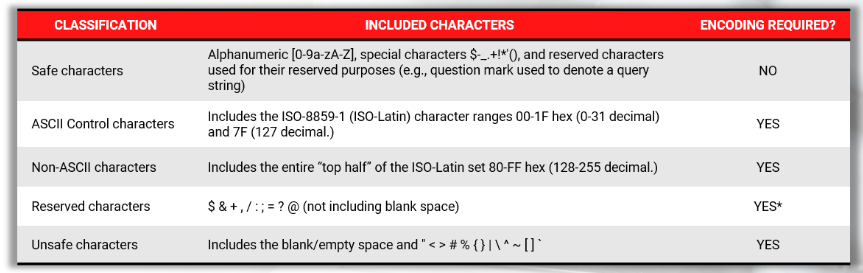 CLASSIFICATION INCLUDED CHARACTERS ENCODING REQUIRED?
Safe characters
Alphanumeric [0-9a-zA-Z], special characters $-_.+!*'(), and reserved characters
used for their reserved purposes (e.g., question mark used to denote a query
string)
NO
ASCII Control characters
Includes the ISO-8859-1 (ISO-Latin) character ranges 00-1F hex (0-31 decimal)
and 7F (127 decimal.)
YES
Non-ASCII characters Includes the entire “top half” of the ISO-Latin set 80-FF hex (128-255 decimal.) YES
Reserved characters $ & + , / : ; = ? @ (not including blank space) YES*
Unsafe characters Includes the blank/empty space and " < > # % { } | \ ^ ~ [ ] ` YES